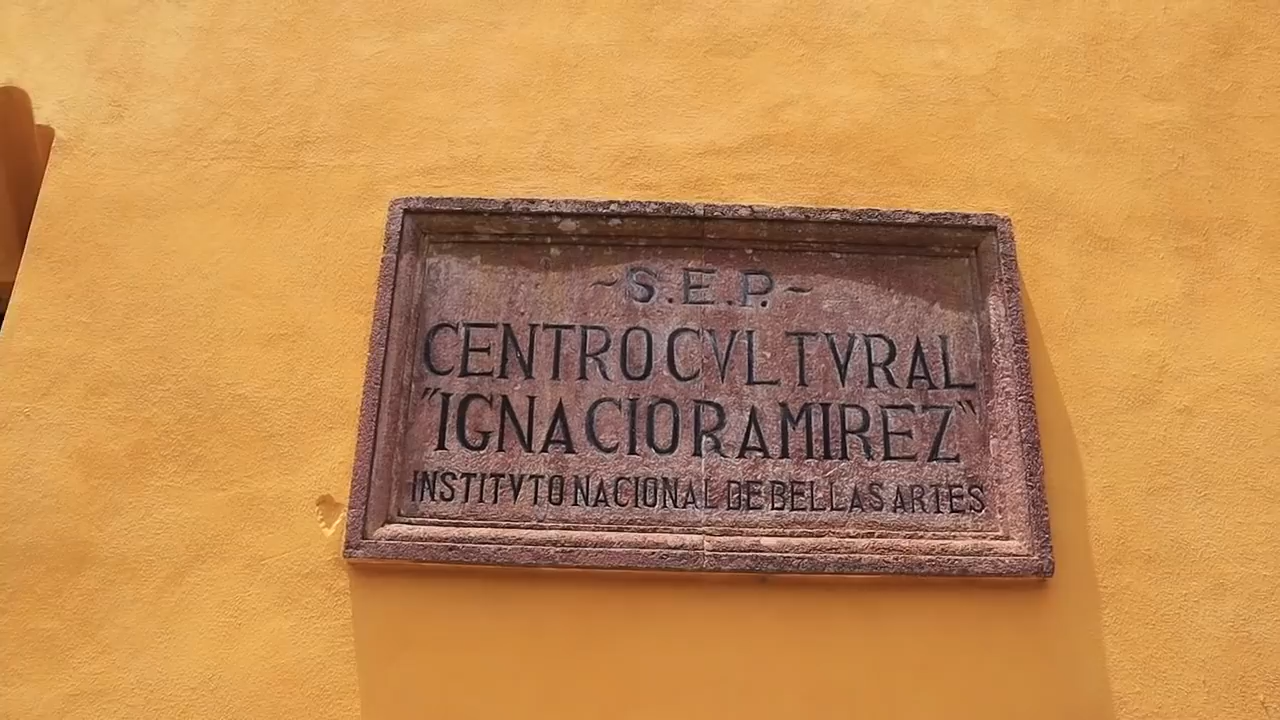 ~S.E.P.~
CENTRO CVLTVRAL
"IGNACIO RAMIREZ"
INSTITVTO NACIONAL DE BELLAS ARTES